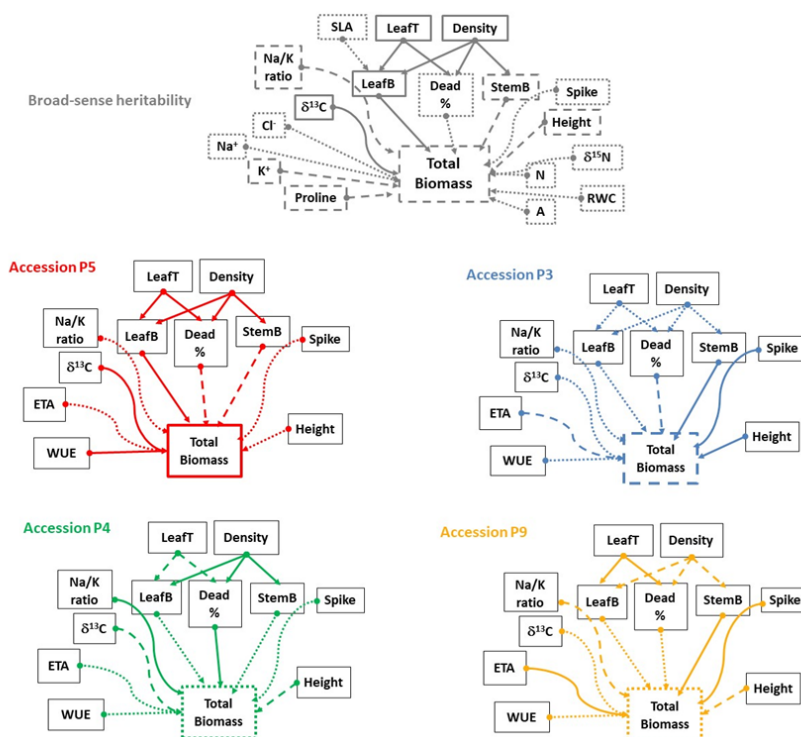 SLA
LeafT
Density
Na/K
ratio
LeafB
Dead
%
StemB
Spike
Broad-sense heritability
δ¹³C
Height
Cl⁻
Na⁺
Total
Biomass
δ¹⁵N
K⁺
N
Proline
RWC
A
Accession P5
LeafT
Density
Na/K
ratio
LeafB
Dead
%
StemB
Spike
δ¹³C
ETA
Height
WUE
Total
Biomass
Accession P3
LeafT
Density
Na/K
ratio
LeafB
Dead
%
StemB
Spike
δ¹³C
ETA
Height
WUE
Total
Biomass
Accession P4
LeafT
Density
Na/K
ratio
LeafB
Dead
%
StemB
Spike
δ¹³C
ETA
Height
WUE
Total
Biomass
Accession P9
LeafT
Density
Na/K
ratio
LeafB
Dead
%
StemB
Spike
δ¹³C
ETA
Height
WUE
Total
Biomass